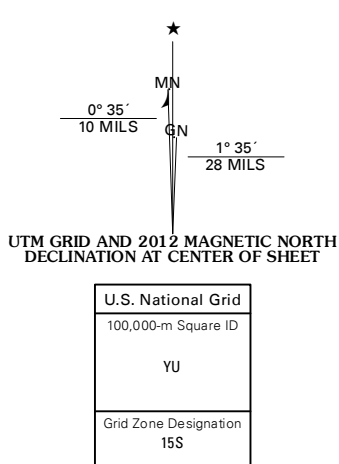 ★
MN
0° 35´
10 MILS
GN
1° 35´
28 MILS
UTM GRID AND 2012 MAGNETIC NORTH
DECLINATION AT CENTER OF SHEET
U.S. National Grid
100,000-m Square ID
YU
Grid Zone Designation
15S